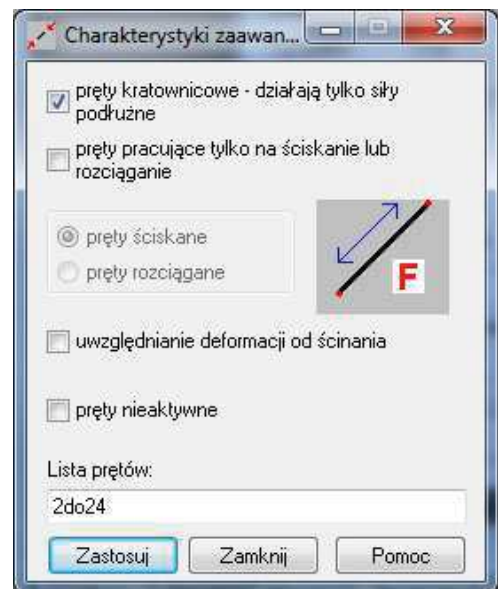 Charakterystyki zaawan...
pręty kratownicowe - działają tylko siły
podłużne
pręty pracujące tylko na ściskanie lub
rozciąganie
pręty ściskane
pręty rozciągane
F
uwzględnianie deformacji od ścinania
pręty nieaktywne
Lista prętów:
2do24
Zastosuj
Zamknij
Pomoc